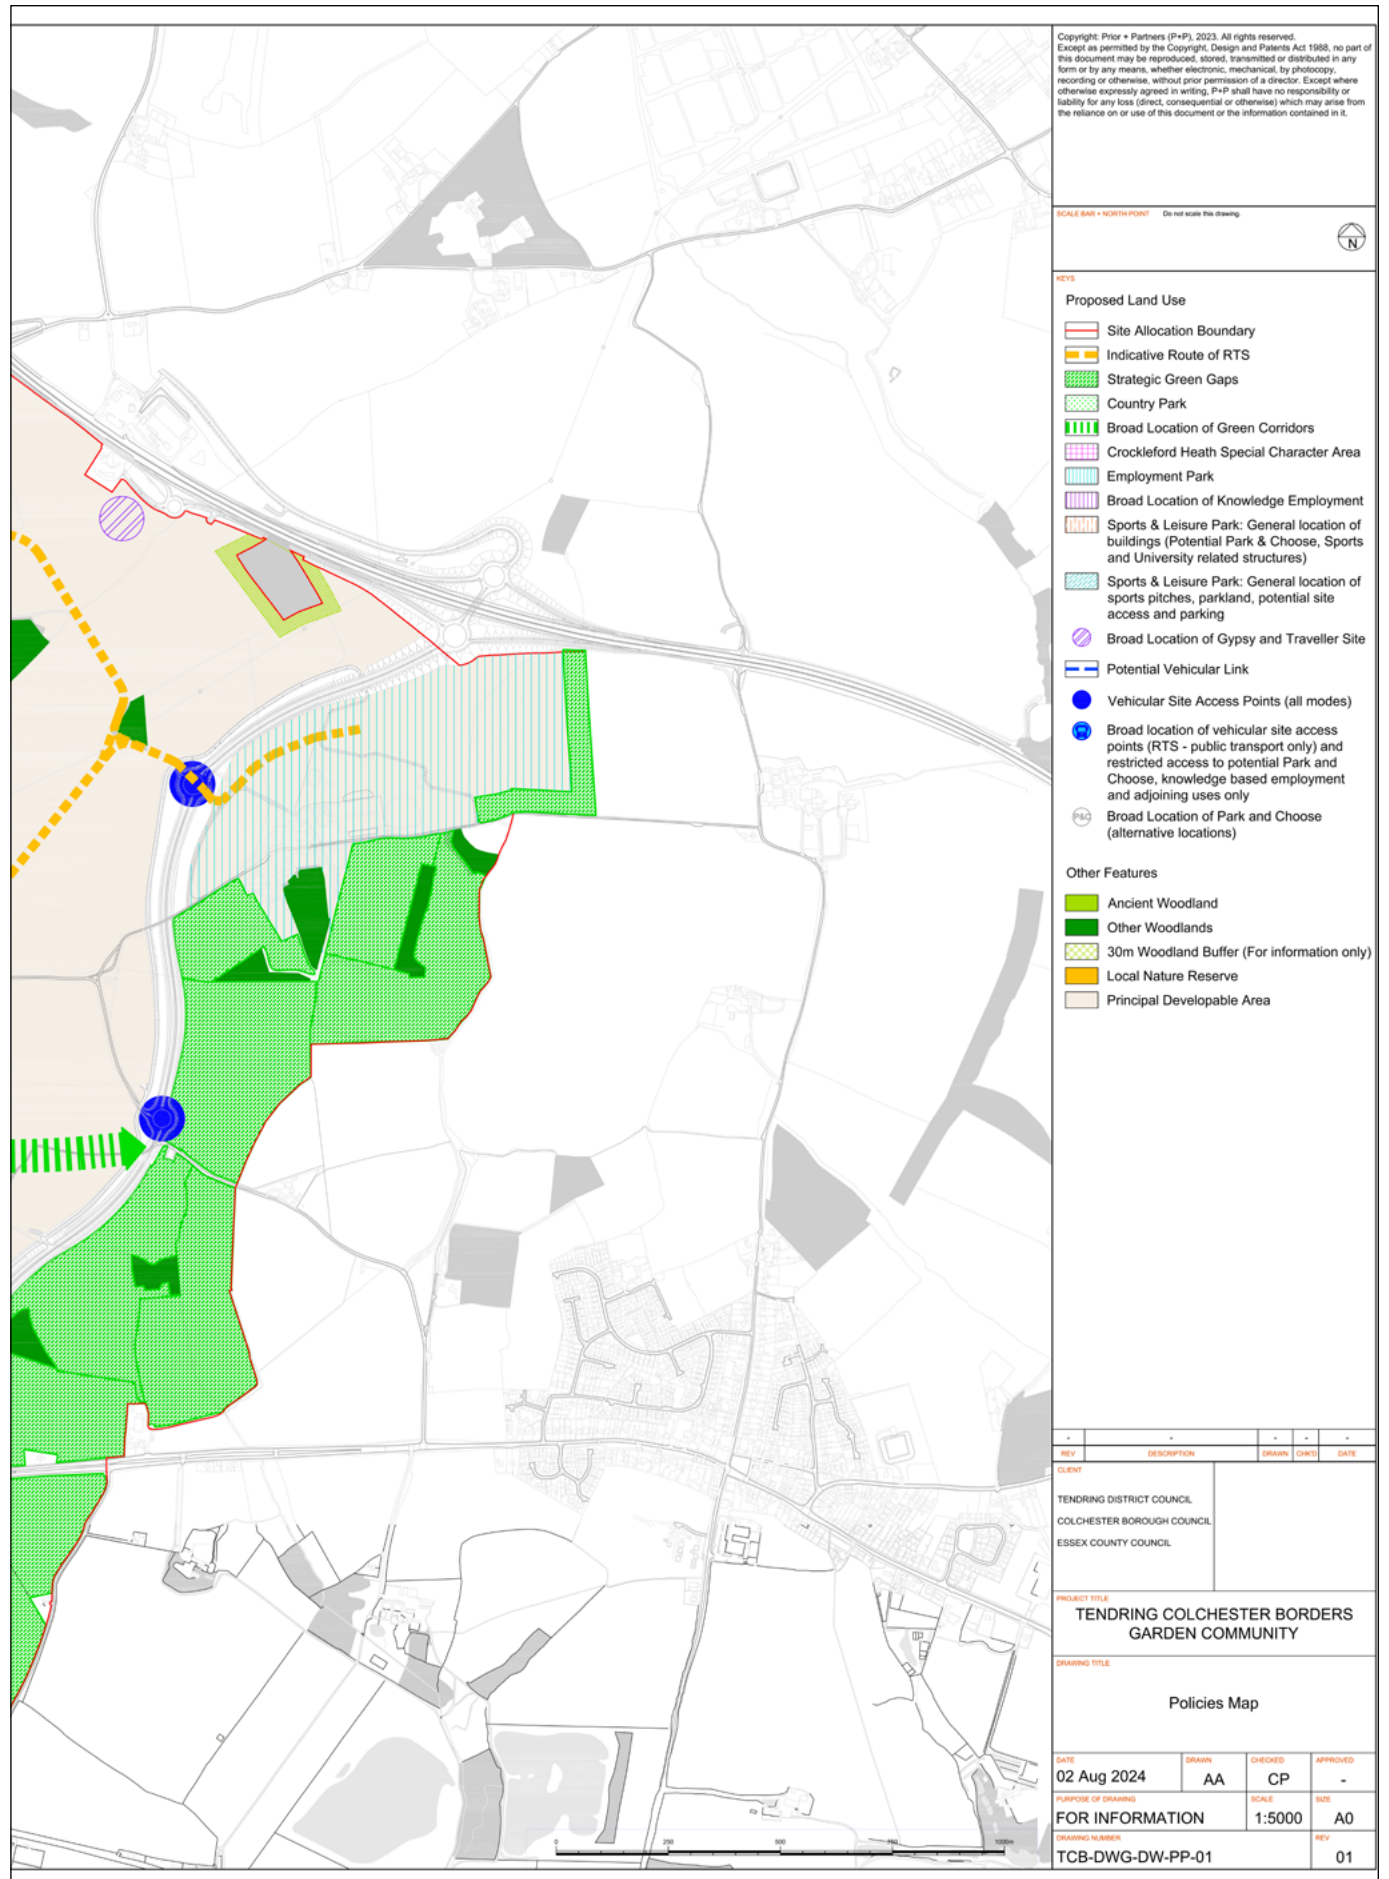 Copyright: Prior + Partners (P+P), 2023. All rights reserved.
Except as permitted by the Copyright, Design and Patents Act 1988, no part of
this document may be reproduced, stored, transmitted or distributed in any
form or by any means, whether electronic, mechanical, by photocopy,
recording or otherwise, without prior permission of a director. Except where
otherwise expressly agreed in writing, P+P shall have no responsibility or
liability for any loss (direct, consequential or otherwise) which may arise from
the reliance on or use of this document or the information contained in it.
SCALE BAR + NORTH POINT Do not scale this drawing.
N
KEYS
Proposed Land Use
Site Allocation Boundary
Indicative Route of RTS
Strategic Green Gaps
Country Park
Broad Location of Green Corridors
Crockleford Heath Special Character Area
Employment Park
Broad Location of Knowledge Employment
Sports & Leisure Park: General location of
buildings (Potential Park & Choose, Sports
and University related structures)
Sports & Leisure Park: General location of
sports pitches, parkland, potential site
access and parking
Broad Location of Gypsy and Traveller Site
Potential Vehicular Link
Vehicular Site Access Points (all modes)
Broad location of vehicular site access
points (RTS - public transport only) and
restricted access to potential Park and
Choose, knowledge based employment
and adjoining uses only
P&C Broad Location of Park and Choose
(alternative locations)
Other Features
Ancient Woodland
Other Woodlands
30m Woodland Buffer (For information only)
Local Nature Reserve
Principal Developable Area
- - - - -
REV DESCRIPTION DRAWN CHK'D DATE
CLIENT
TENDRING DISTRICT COUNCIL
COLCHESTER BOROUGH COUNCIL
ESSEX COUNTY COUNCIL
PROJECT TITLE
TENDRING COLCHESTER BORDERS
GARDEN COMMUNITY
DRAWING TITLE
Policies Map
DATE DRAWN CHECKED APPROVED
02 Aug 2024 AA CP -
PURPOSE OF DRAWING SCALE SIZE
FOR INFORMATION 1:5000 A0
DRAWING NUMBER REV
TCB-DWG-DW-PP-01 01
0 250 500 750 1000m